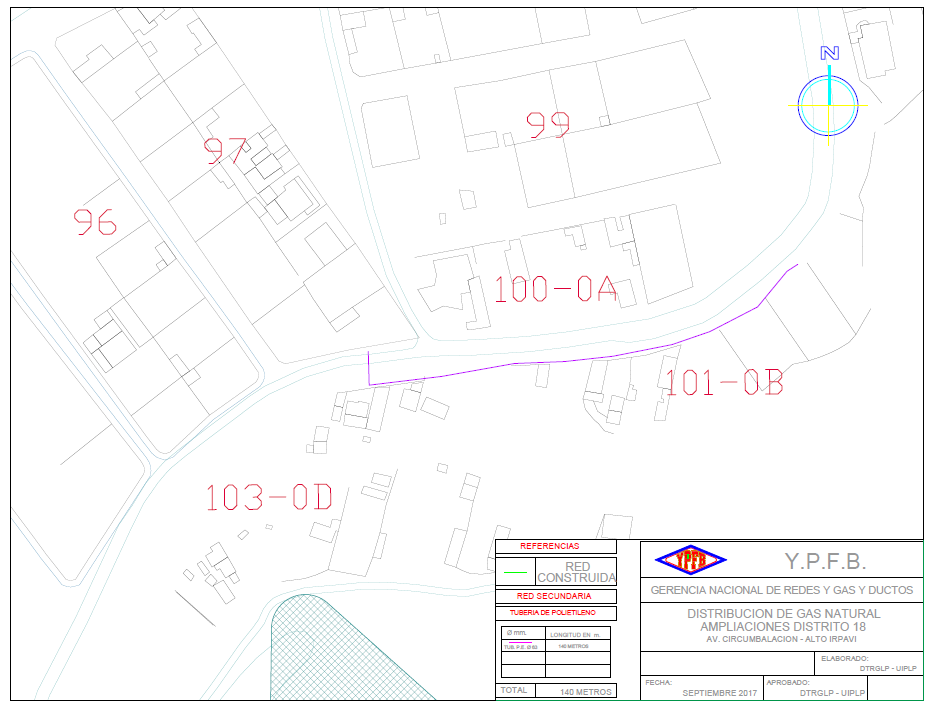 N
99
97
96
100-0A
101-0B
103-0D
REFERENCIAS
RED
CONSTRUIDA
RED SECUNDARIA
TUBERIA DE POLIETILENO
Ø mm.
LONGITUD EN m.
TUB. P.E. Ø 63
140 METROS
TOTAL
140 METROS
YPFB
Y.P.F.B.
GERENCIA NACIONAL DE REDES Y GAS Y DUCTOS
DISTRIBUCION DE GAS NATURAL
AMPLIACIONES DISTRITO 18
AV. CIRCUMBALACION - ALTO IRPAVI
ELABORADO:
DTRGLP - UIPLP
FECHA:
SEPTIEMBRE 2017
APROBADO:
DTRGLP - UIPLP